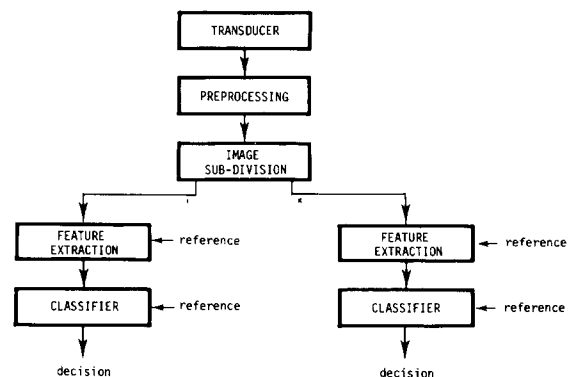 TRANSDUCER
PREPROCESSING
IMAGE
SUB-DIVISION
FEATURE
EXTRACTION
reference
FEATURE
EXTRACTION
reference
CLASSIFIER
reference
CLASSIFIER
reference
decision
decision